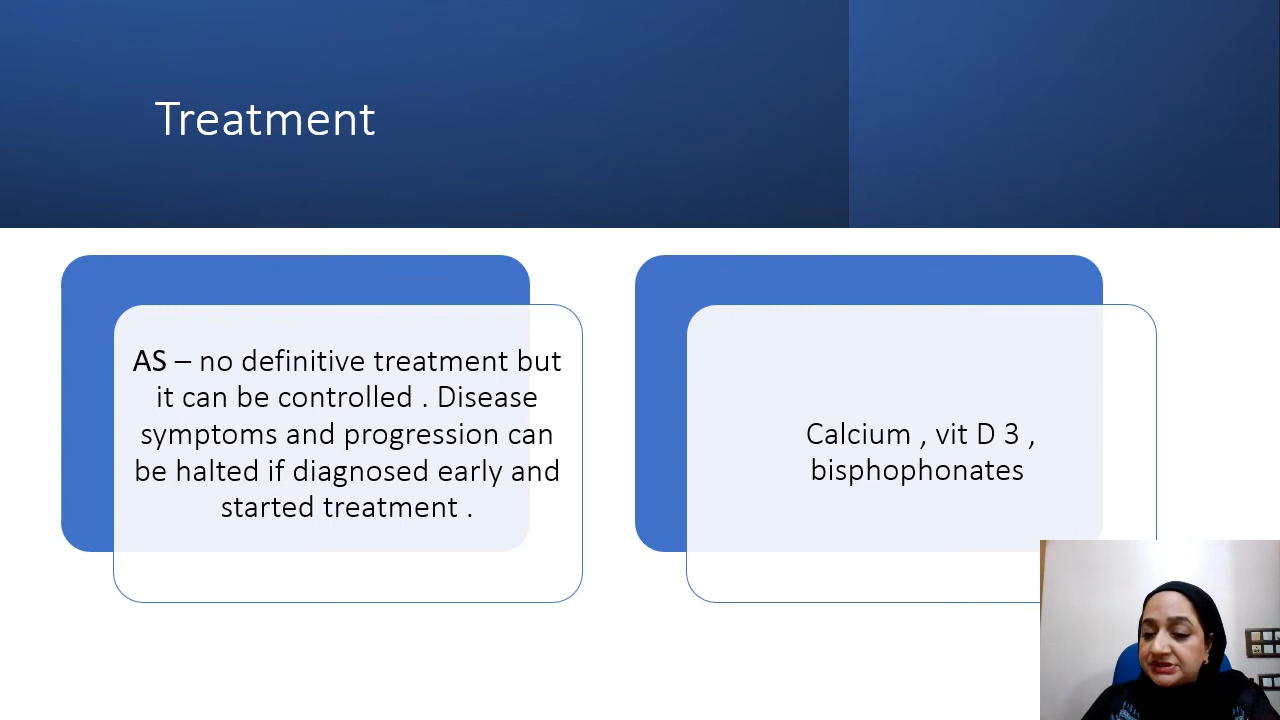 Treatment
AS – no definitive treatment but
it can be controlled . Disease
symptoms and progression can
be halted if diagnosed early and
started treatment .
Calcium , vit D 3 ,
bisphophonates